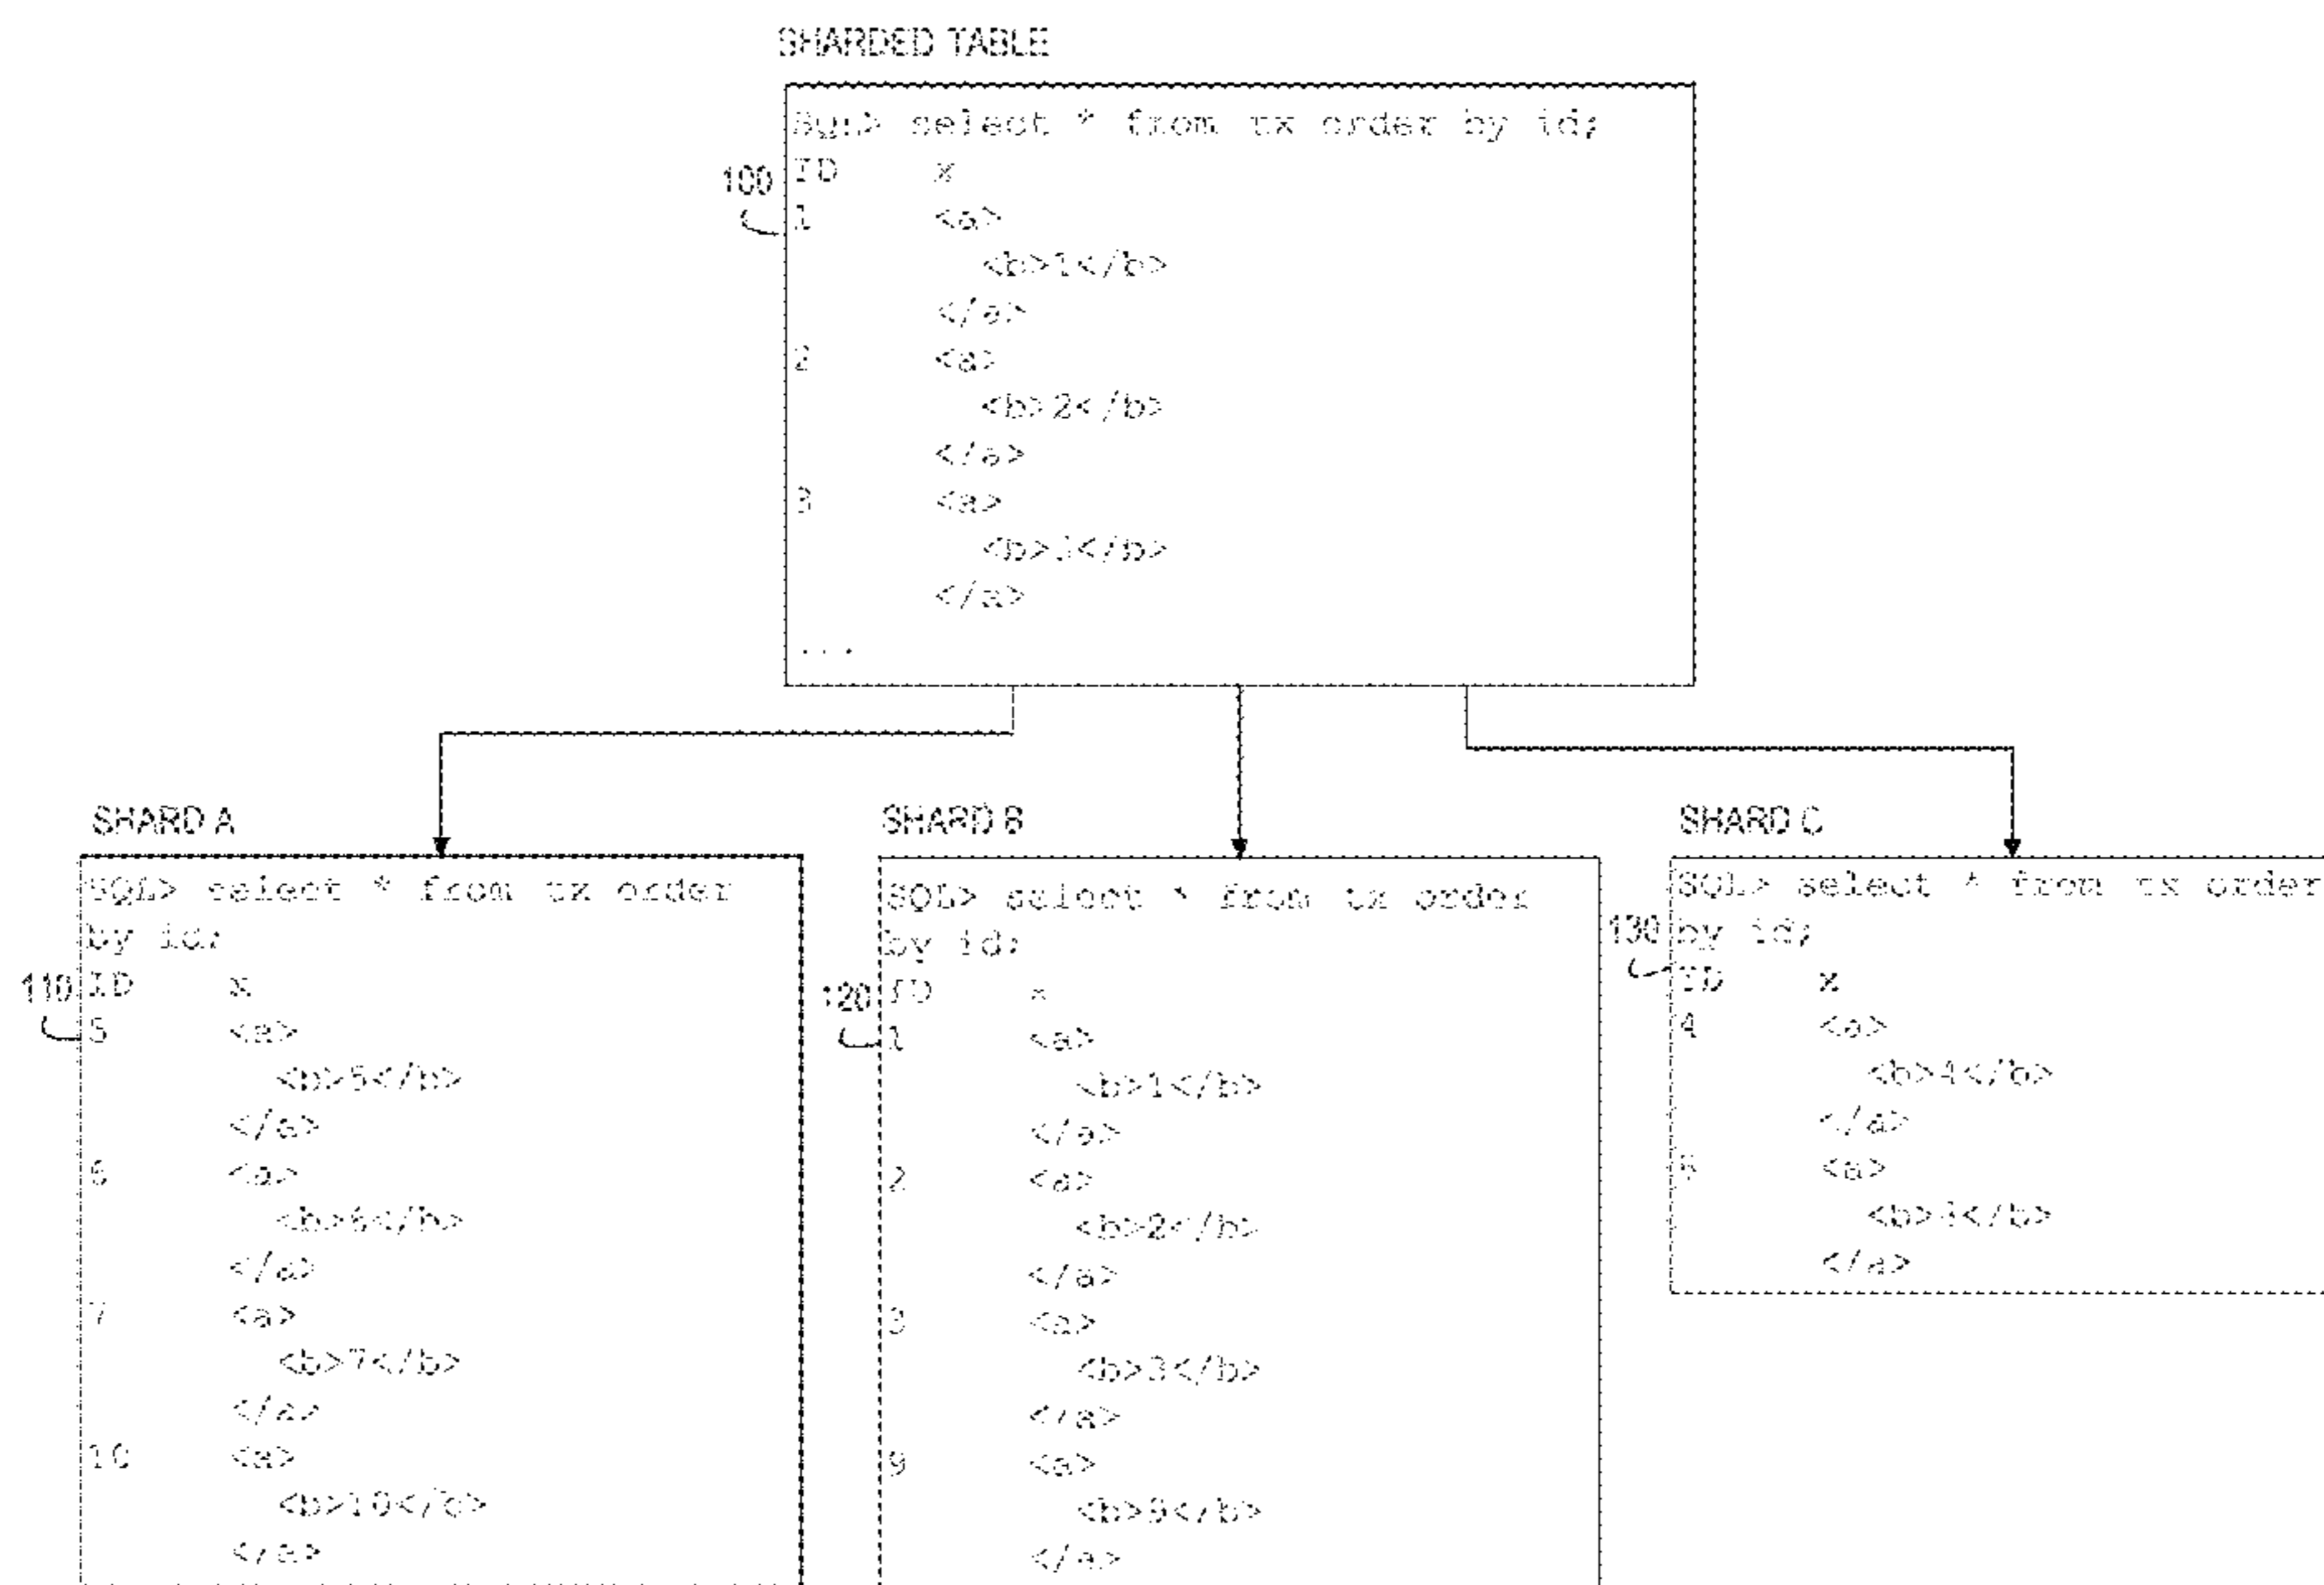 SHARDED TABLE
SQL> select * from tx order by id;
100
ID x
1 <a>
<b>1</b>
</a>
2 <a>
<b>2</b>
</a>
3 <a>
<b>3</b>
</a>
...
SHARD A
SQL> select * from tx order
by id;
110
ID x
5 <a>
<b>5</b>
</a>
6 <a>
<b>6</b>
</a>
7 <a>
<b>7</b>
</a>
10 <a>
<b>10</b>
</a>
SHARD B
SQL> select * from tx order
by id;
120
ID x
1 <a>
<b>1</b>
</a>
2 <a>
<b>2</b>
</a>
3 <a>
<b>3</b>
</a>
9 <a>
</a>
SHARD C
SQL> select * from tx order
130
by id;
ID x
4 <a>
<b>4</b>
</a>
<a>
</a>